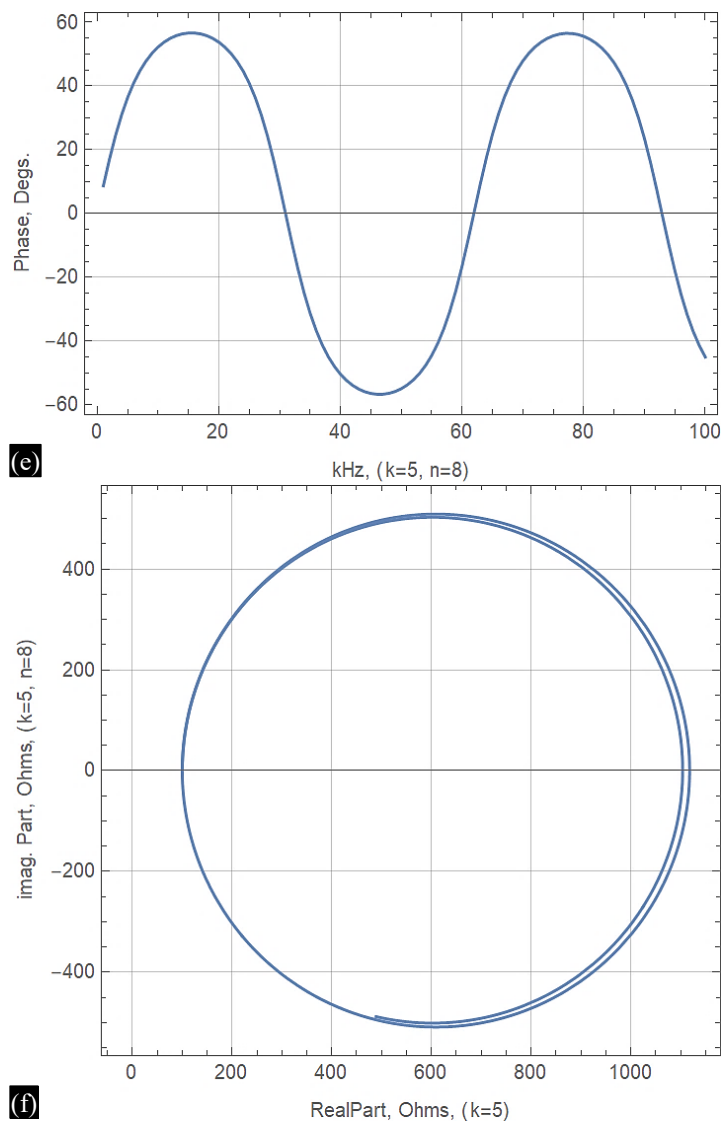 60
40
20
0
−20
−40
−60
Phase, Degs.
0 20 40 60 80 100
kHz, (k=5, n=8)
(e)
400
200
0
−200
−400
imag. Part, Ohms, (k=5, n=8)
0 200 400 600 800 1000
RealPart, Ohms, (k=5)
(f)